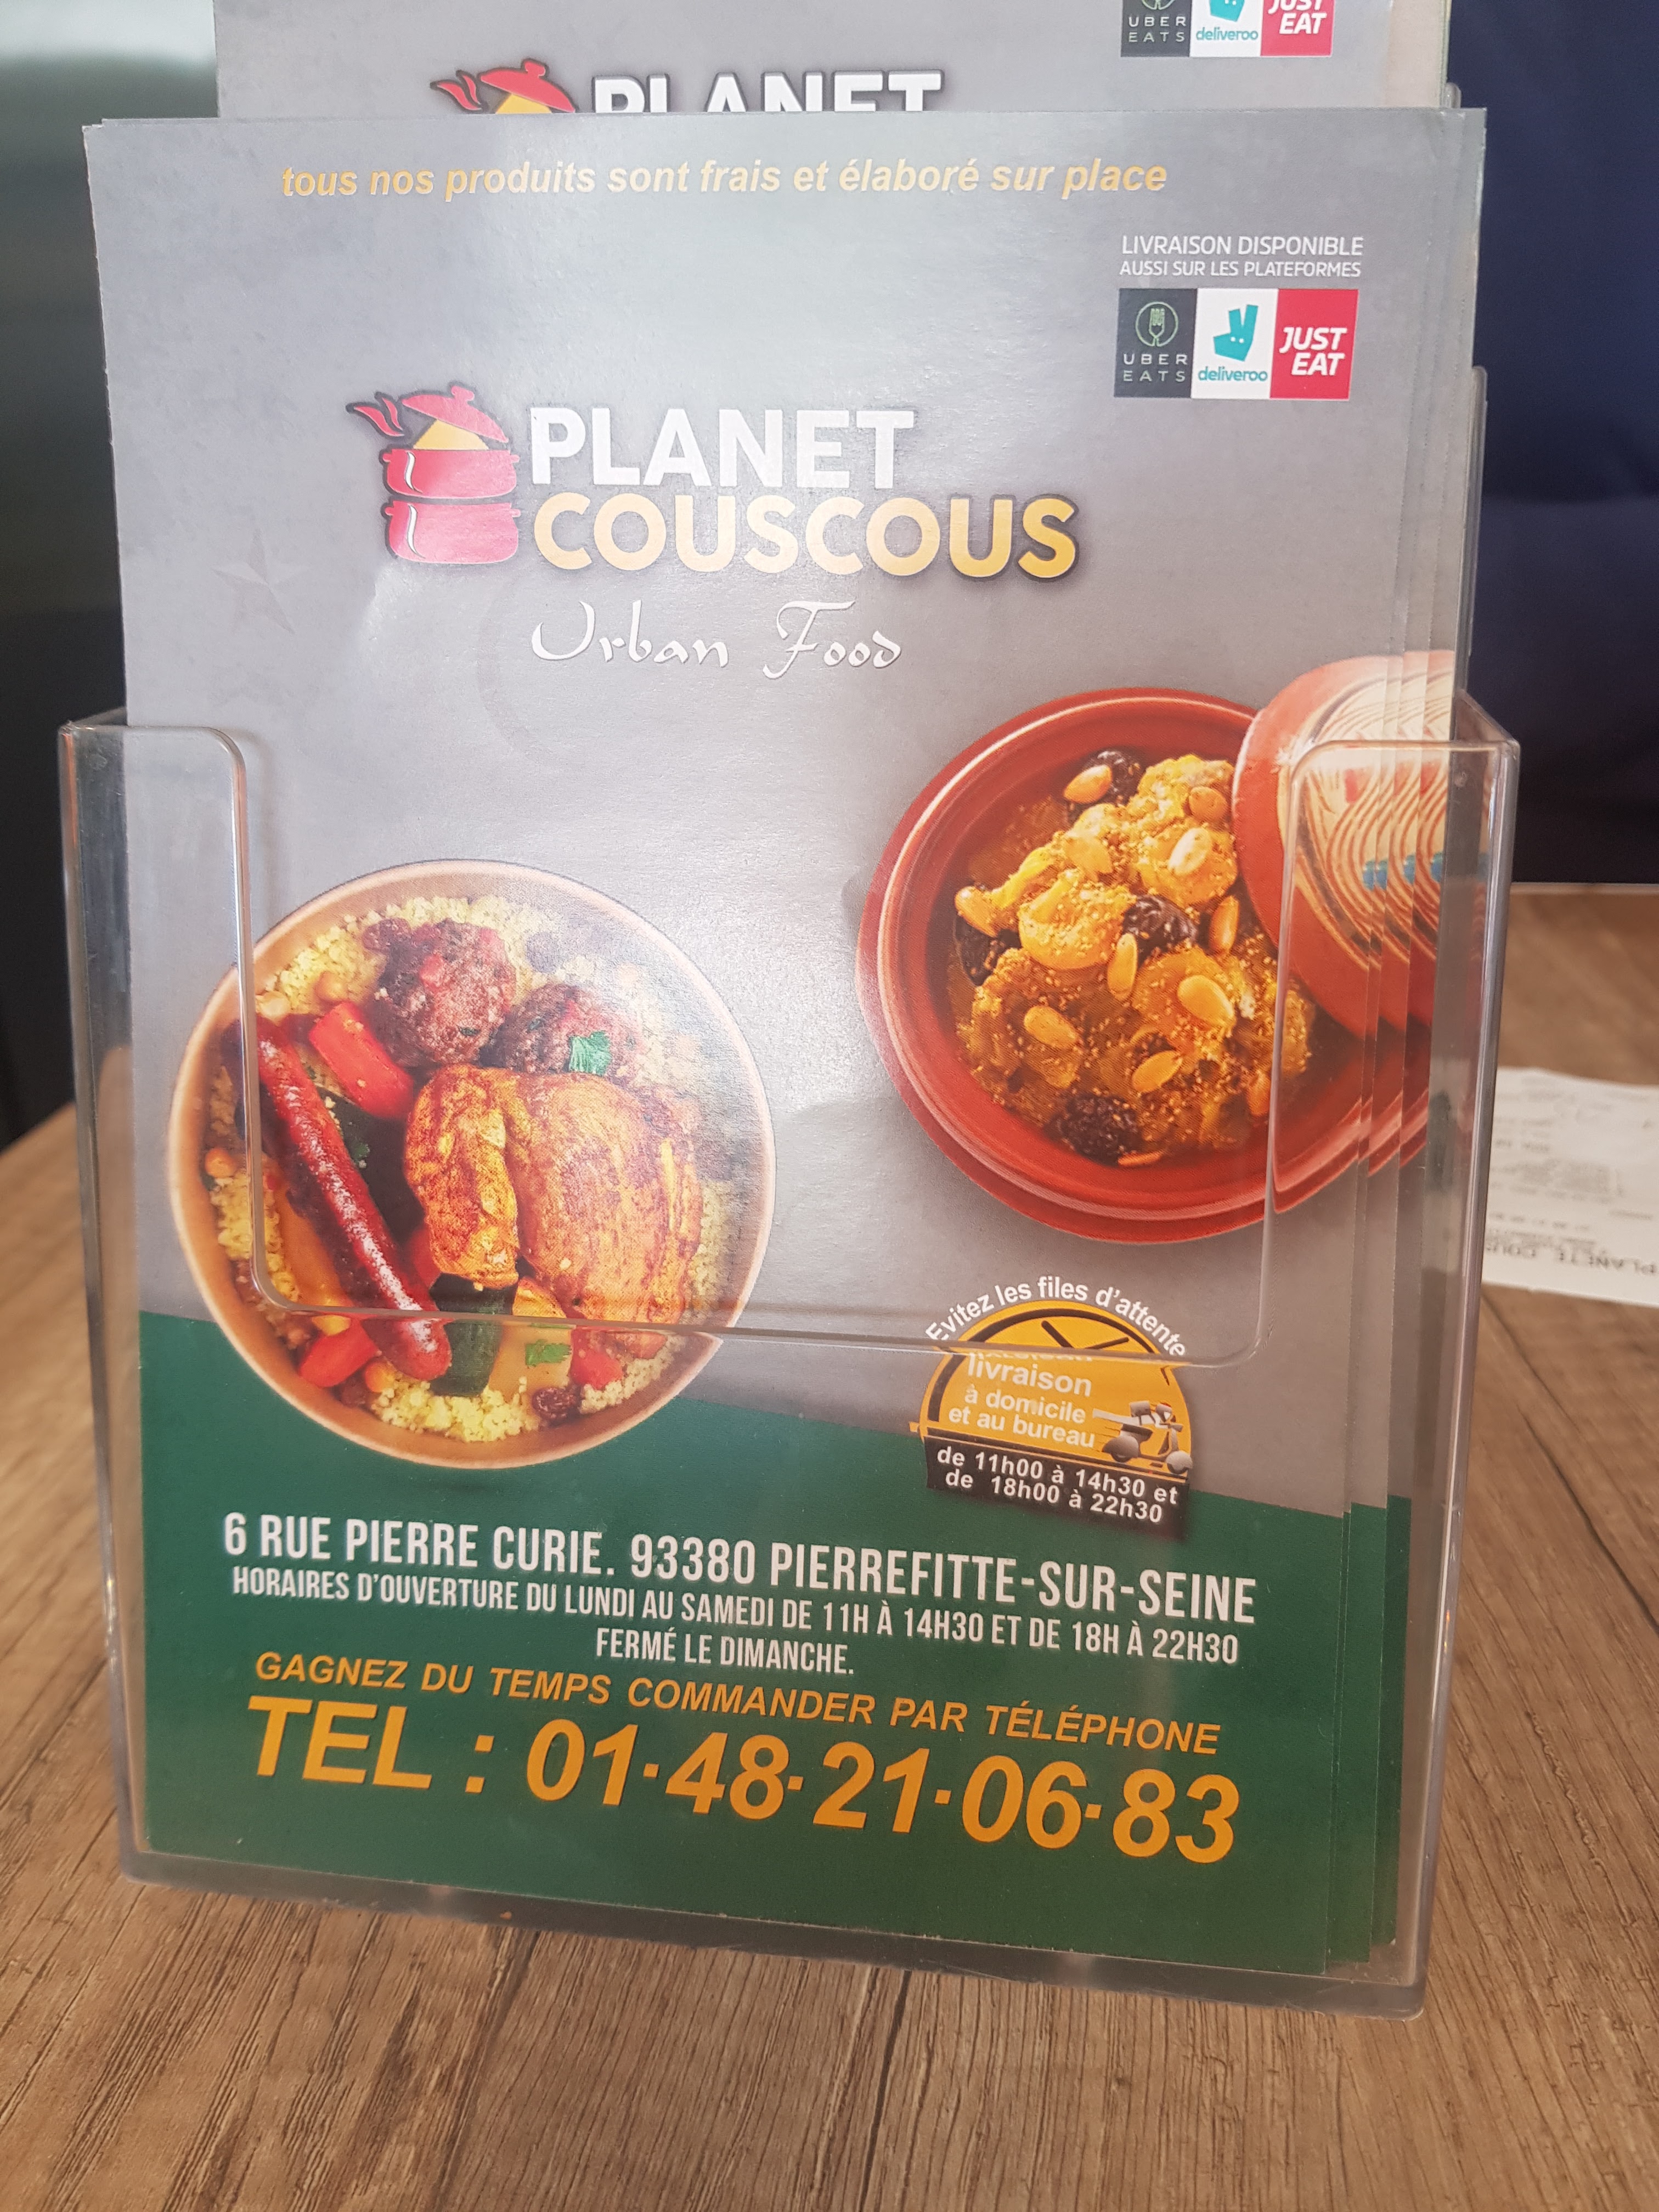 UBER
EATS
deliveroo
JUST
EAT
PLANET
tous nos produits sont frais et élaboré sur place
LIVRAISON DISPONIBLE
AUSSI SUR LES PLATEFORMES
UBER
EATS
deliveroo
JUST
EAT
PLANET
COUSCOUS
Urban Food
Evitez les files d'attente
livraison
à domicile
et au bureau
de 11h00 à 14h30 et
de 18h00 à 22h30
6 RUE PIERRE CURIE. 93380 PIERREFITTE-SUR-SEINE
HORAIRES D'OUVERTURE DU LUNDI AU SAMEDI DE 11H À 14H30 ET DE 18H À 22H30
FERMÉ LE DIMANCHE.
GAGNEZ DU TEMPS COMMANDER PAR TÉLÉPHONE
TEL : 01·48·21·06·83